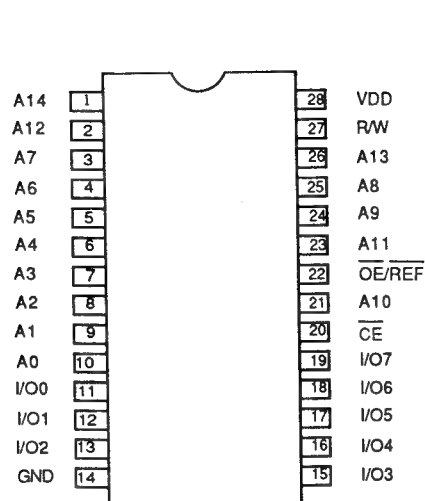 A14 1 28 VDD
A12 2 27 R/W
A7 3 26 A13
A6 4 25 A8
A5 5 24 A9
A4 6 23 A11
A3 7 22 OE/REF
A2 8 21 A10
A1 9 20 CE
A0 10 19 I/O7
I/O0 11 18 I/O6
I/O1 12 17 I/O5
I/O2 13 16 I/O4
GND 14 15 I/O3